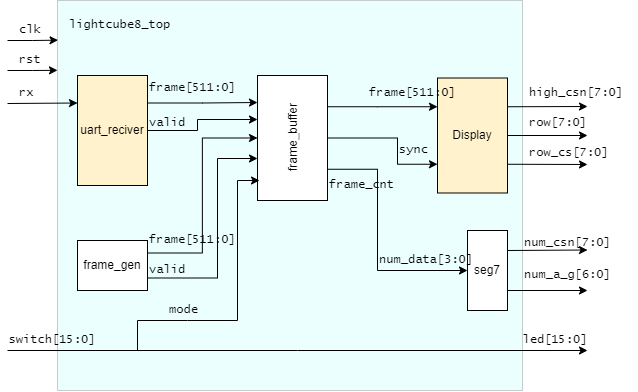 lightcube8_top
clk
rst
rx
frame[511:0]
valid
uart_reciver
frame_buffer
frame[511:0]
sync
frame_cnt
Display
high_csn[7:0]
row[7:0]
row_cs[7:0]
frame[511:0]
valid
frame_gen
num_data[3:0]
seg7
num_csn[7:0]
num_a_g[6:0]
mode
switch[15:0]
led[15:0]